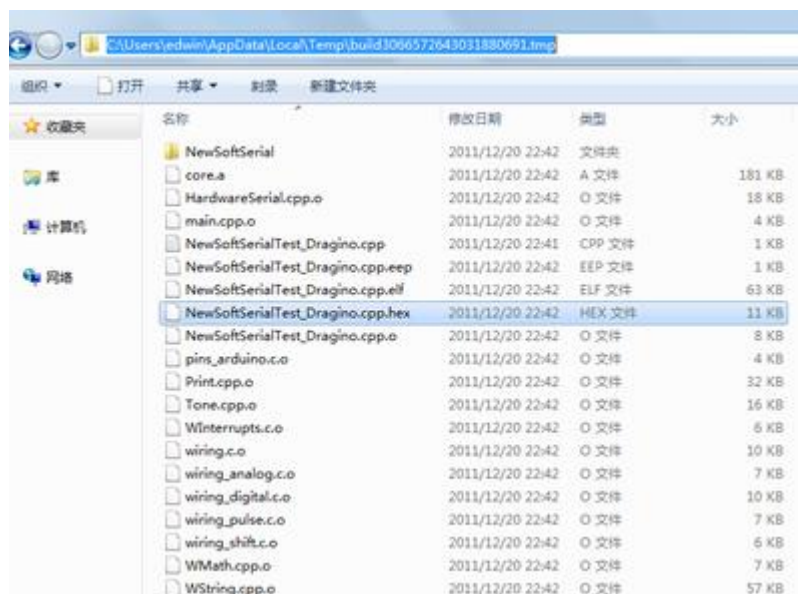 C:\Users\edwin\AppData\Local\Temp\build3066572643031880691.tmp
组织 打开 共享 刻录 新建文件夹
收藏夹
库
计算机
网络
名称 修改日期 类型 大小
NewSoftSerial 2011/12/20 22:42 文件夹
core.a 2011/12/20 22:42 A 文件 181 KB
HardwareSerial.cpp.o 2011/12/20 22:42 O 文件 18 KB
main.cpp.o 2011/12/20 22:42 O 文件 4 KB
NewSoftSerialTest_Dragino.cpp 2011/12/20 22:41 CPP 文件 1 KB
NewSoftSerialTest_Dragino.cpp.eep 2011/12/20 22:42 EEP 文件 1 KB
NewSoftSerialTest_Dragino.cpp.elf 2011/12/20 22:42 ELF 文件 63 KB
NewSoftSerialTest_Dragino.cpp.hex 2011/12/20 22:42 HEX 文件 11 KB
NewSoftSerialTest_Dragino.cpp.o 2011/12/20 22:42 O 文件 8 KB
pins_arduino.c.o 2011/12/20 22:42 O 文件 4 KB
Print.cpp.o 2011/12/20 22:42 O 文件 32 KB
Tone.cpp.o 2011/12/20 22:42 O 文件 16 KB
WInterrupts.c.o 2011/12/20 22:42 O 文件 6 KB
wiring.c.o 2011/12/20 22:42 O 文件 10 KB
wiring_analog.c.o 2011/12/20 22:42 O 文件 7 KB
wiring_digital.c.o 2011/12/20 22:42 O 文件 10 KB
wiring_pulse.c.o 2011/12/20 22:42 O 文件 7 KB
wiring_shift.c.o 2011/12/20 22:42 O 文件 6 KB
WMath.cpp.o 2011/12/20 22:42 O 文件 7 KB
WString.cpp.o 2011/12/20 22:42 O 文件 57 KB